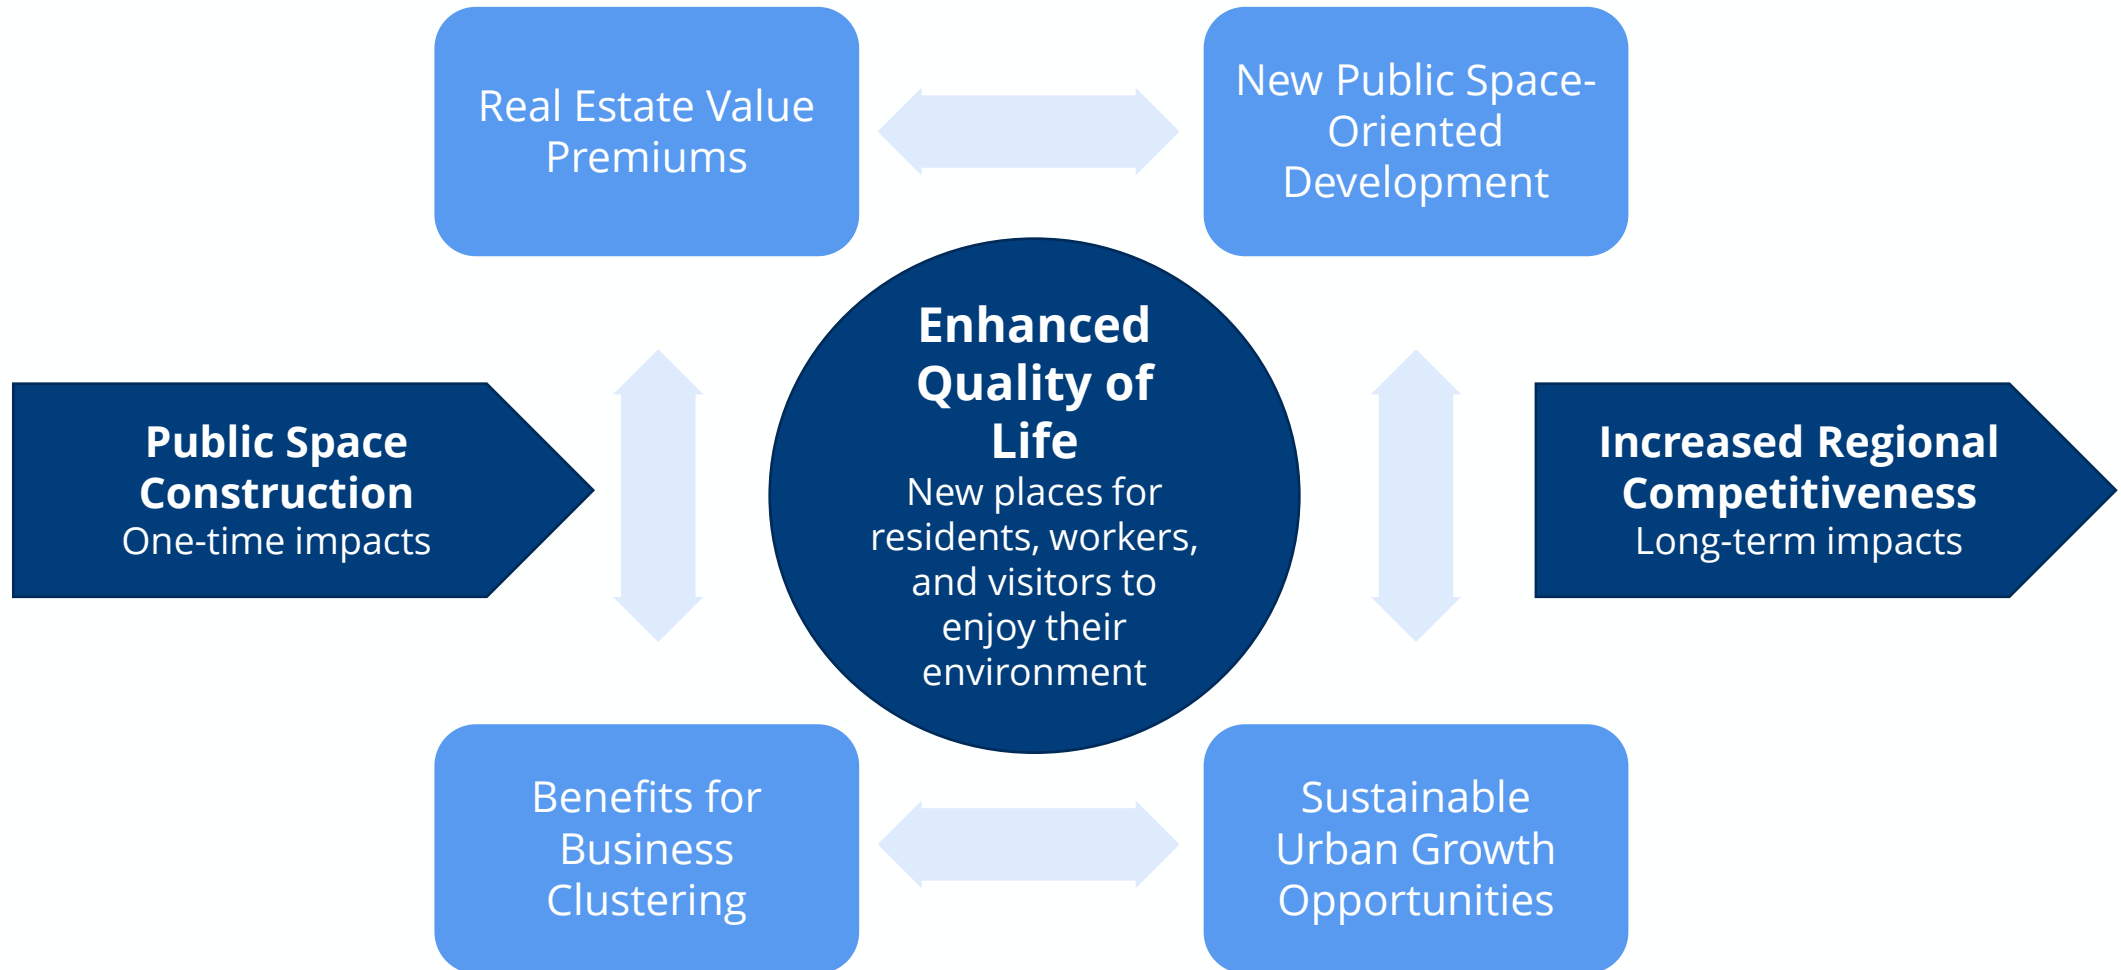 Real Estate Value
Premiums
New Public Space-
Oriented
Development
Public Space
Construction
One-time impacts
Enhanced
Quality of
Life
New places for
residents, workers,
and visitors to
enjoy their
environment
Increased Regional
Competitiveness
Long-term impacts
Benefits for
Business
Clustering
Sustainable
Urban Growth
Opportunities